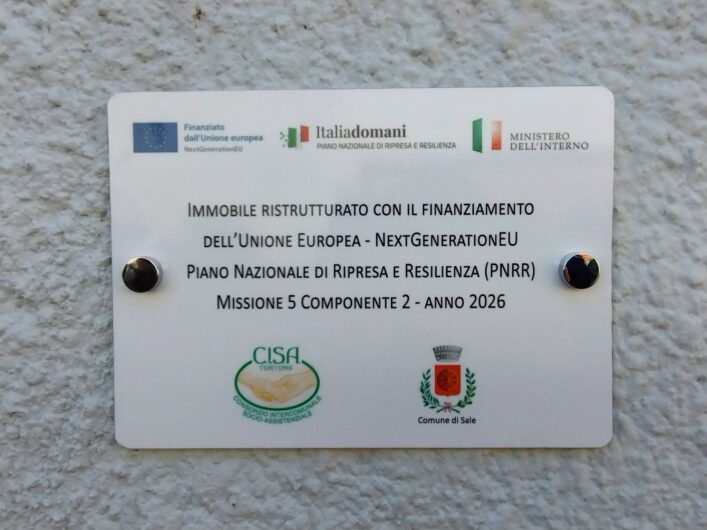 Finanziato
dall'Unione europea
NextGenerationEU
Italiadomani
PIANO NAZIONALE DI RIPRESA E RESILIENZA
MINISTERO
DELL'INTERNO
IMMOBILE RISTRUTTURATO CON IL FINANZIAMENTO
DELL'UNIONE EUROPEA - NEXTGENERATIONEU
PIANO NAZIONALE DI RIPRESA E RESILIENZA (PNRR)
MISSIONE 5 COMPONENTE 2 - ANNO 2026
C.I.S.A.
TORTONA
CONSORZIO INTERCOMUNALE
SOCIO-ASSISTENZIALE
Comune di Sale